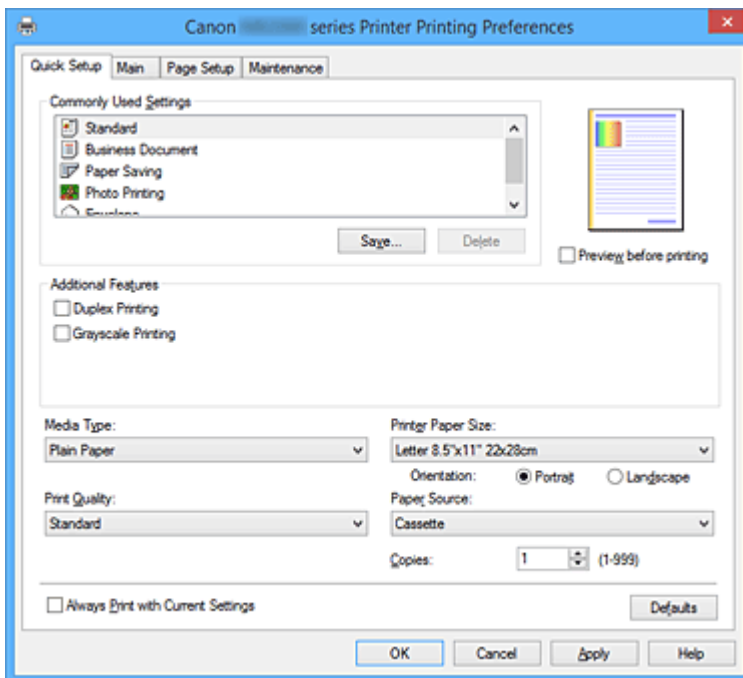 Canon series Printer Printing Preferences
Quick Setup Main Page Setup Maintenance
Commonly Used Settings
Standard
Business Document
Paper Saving
Photo Printing
Envelope
Save... Delete
Preview before printing
Additional Features
Duplex Printing
Grayscale Printing
Media Type: Printer Paper Size:
Plain Paper Letter 8.5"x11" 22x28cm
Orientation: Portrait Landscape
Print Quality: Paper Source:
Standard Cassette
Copies: 1 (1-999)
Always Print with Current Settings Defaults
OK Cancel Apply Help